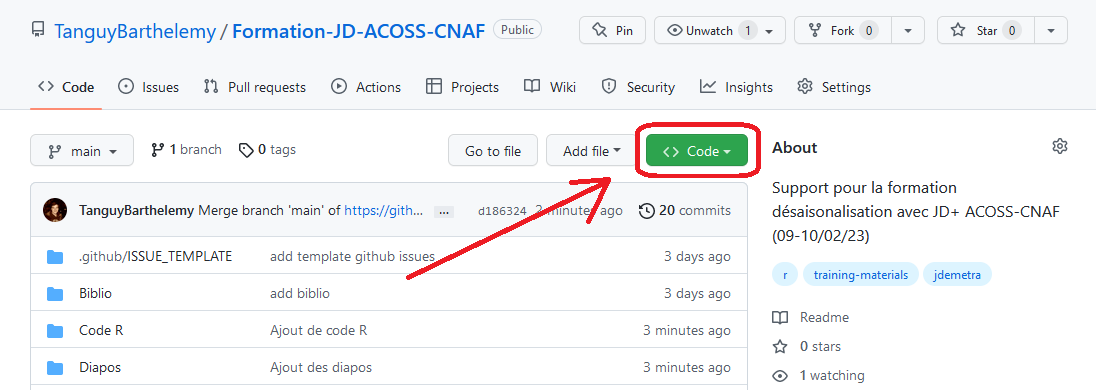 TanguyBarthelemy / Formation-JD-ACOSS-CNAF Public Pin Unwatch 1 Fork 0 Star 0
Code Issues Pull requests Actions Projects Wiki Security Insights Settings
main 1 branch 0 tags Go to file Add file Code
TanguyBarthelemy Merge branch 'main' of https://gith... ... d186324 2 minutes ago 20 commits
.github/ISSUE_TEMPLATE add template github issues 3 days ago
Biblio add biblio 3 days ago
Code R Ajout de code R 3 minutes ago
Diapos Ajout des diapos 3 minutes ago
About
Support pour la formation
désaisonalisation avec JD+ ACOSS-CNAF
(09-10/02/23)
r training-materials jdemetra
Readme
0 stars
1 watching